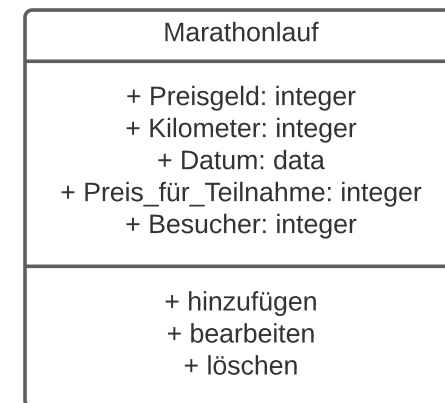 Marathonlauf
+ Preisgeld: integer
+ Kilometer: integer
+ Datum: data
+ Preis_für_Teilnahme: integer
+ Besucher: integer
+ hinzufügen
+ bearbeiten
+ löschen